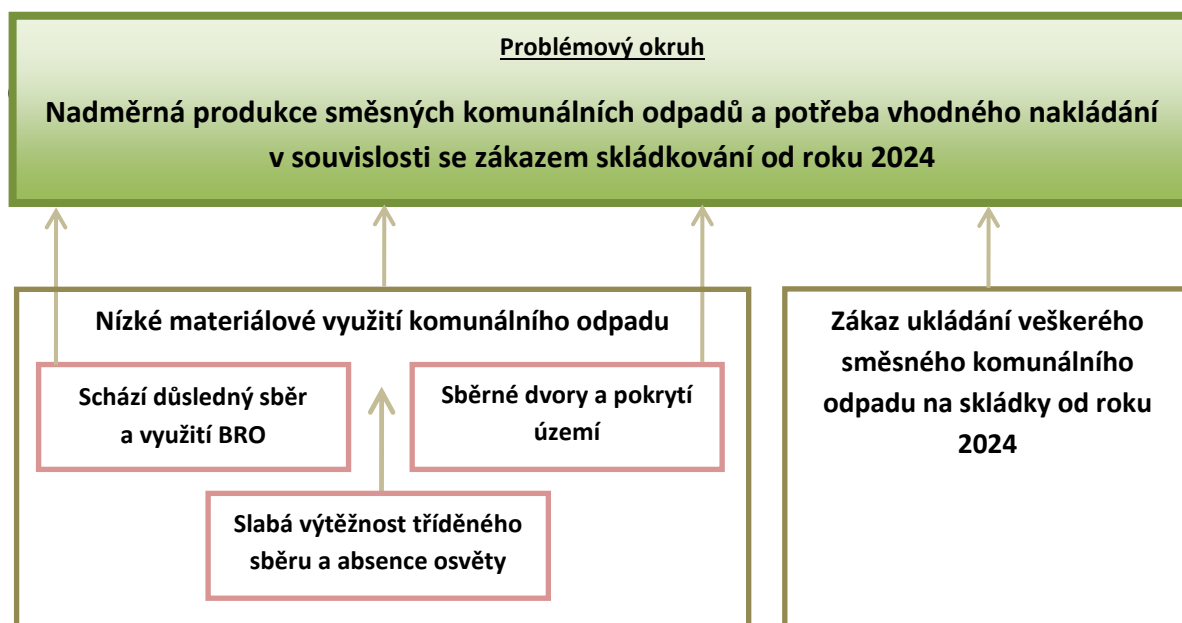 Problémový okruh
Nadměrná produkce směsných komunálních odpadů a potřeba vhodného nakládání
v souvislosti se zákazem skládkování od roku 2024
Nízké materiálové využití komunálního odpadu
Schází důsledný sběr
a využití BRO
Sběrné dvory a pokrytí
území
Slabá výtěžnost tříděného
sběru a absence osvěty
Zákaz ukládání veškerého
směsného komunálního
odpadu na skládky od roku
2024